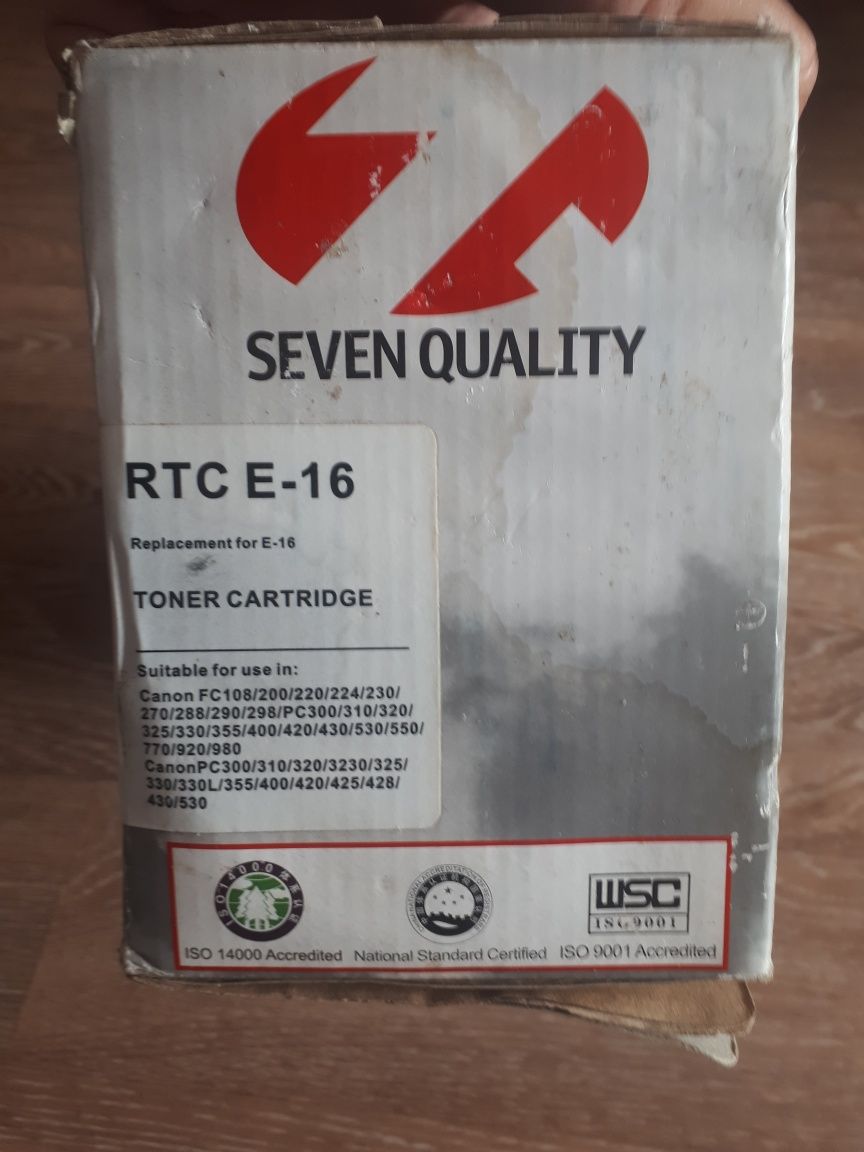 SEVEN QUALITY
RTC E-16
Replacement for E-16
TONER CARTRIDGE
Suitable for use in:
Canon FC108/200/220/224/230/
270/288/290/298/PC300/310/320/
325/330/355/400/420/430/530/550/
770/920/980
CanonPC300/310/320/3230/325/
330/330L/355/400/420/425/428/
430/530
ISO14000
WSC
ISO9001
ISO 14000 Accredited
National Standard Certified
ISO 9001 Accredited